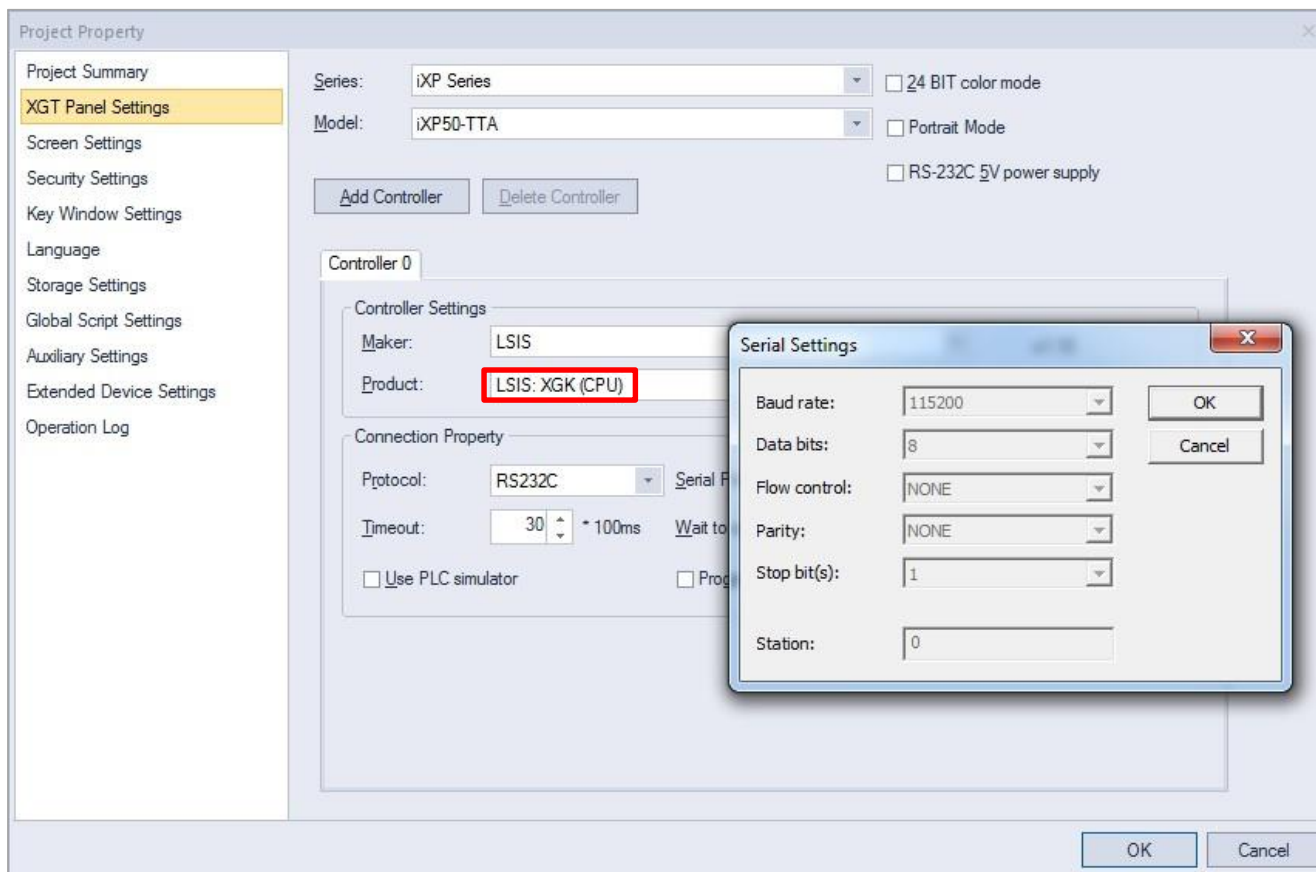 Project Property
Project Summary
XGT Panel Settings
Screen Settings
Security Settings
Key Window Settings
Language
Storage Settings
Global Script Settings
Auxiliary Settings
Extended Device Settings
Operation Log
Series: iXP Series
Model: iXP50-TTA
24 BIT color mode
Portrait Mode
RS-232C 5V power supply
Add Controller Delete Controller
Controller 0
Controller Settings
Maker: LSIS
Product: LSIS: XGK (CPU)
Connection Property
Protocol: RS232C Serial
Timeout: 30 * 100ms Wait to
Use PLC simulator
Serial Settings
Baud rate: 115200
Data bits: 8
Flow control: NONE
Parity: NONE
Stop bit(s): 1
Station: 0
OK
Cancel
OK Cancel